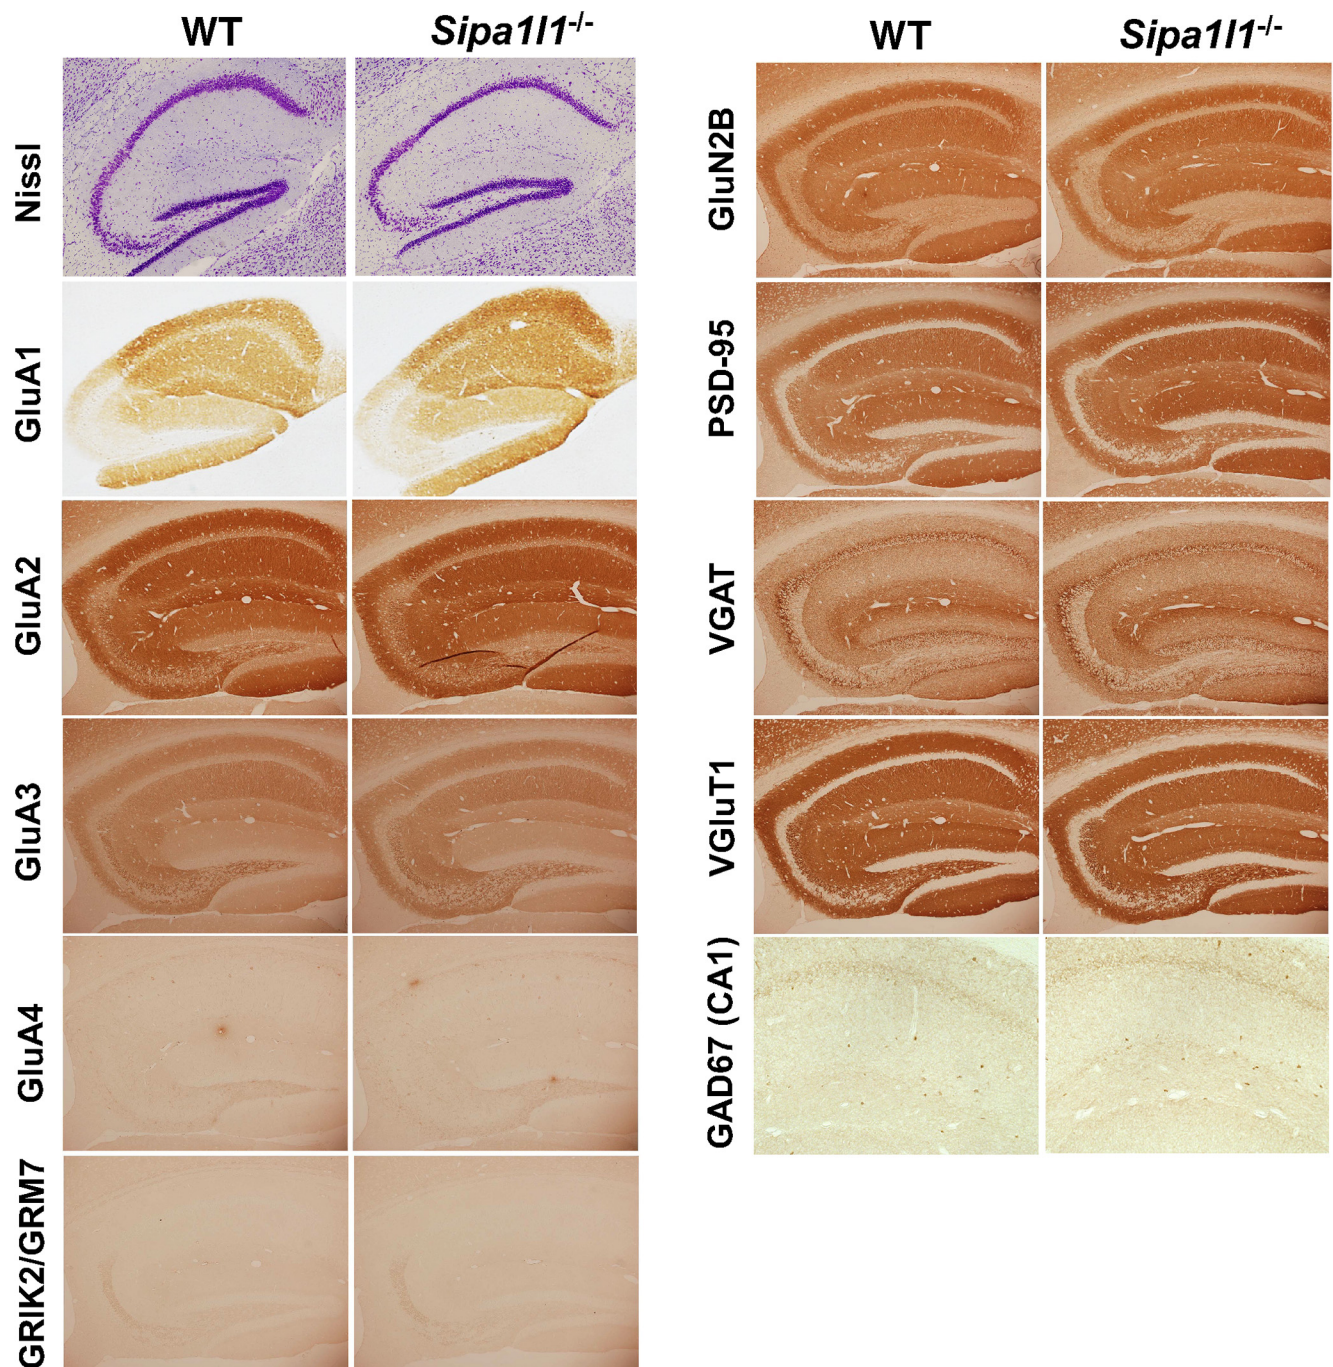 WT Sipa1l1-/-
Nissl
GluA1
GluA2
GluA3
GluA4
GRIK2/GRM7
WT Sipa1l1-/-
GluN2B
PSD-95
VGAT
VGluT1
GAD67 (CA1)